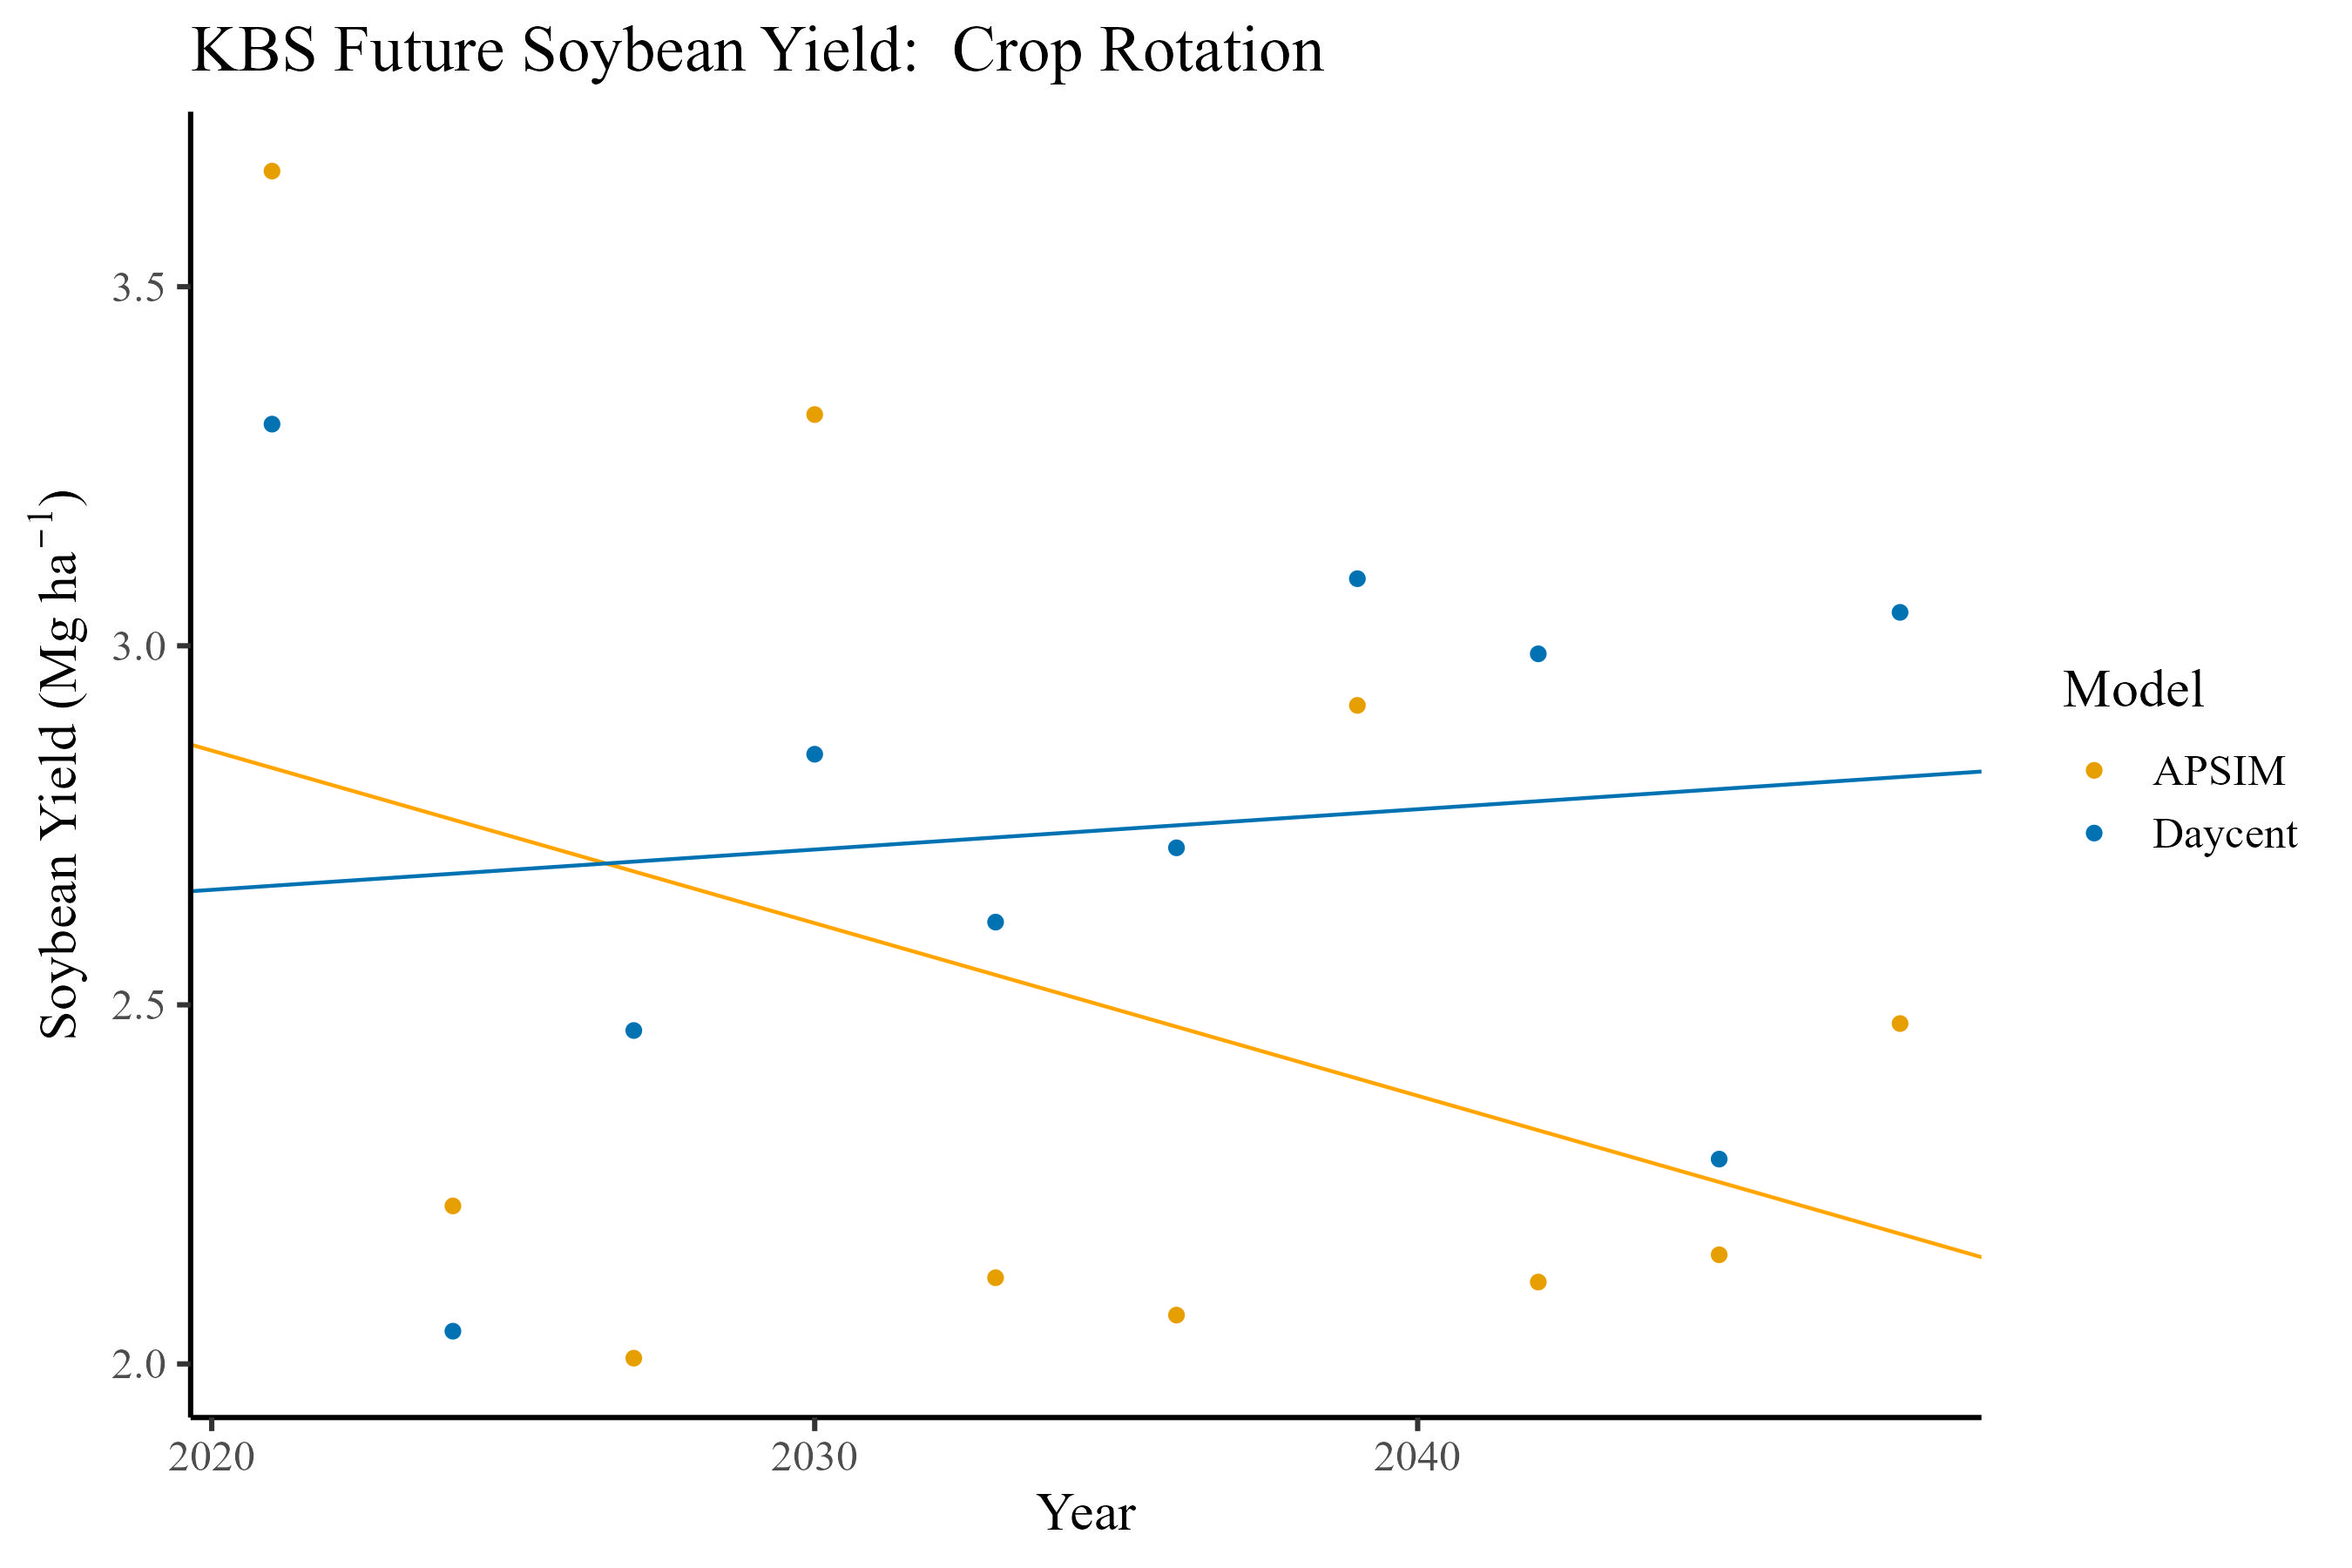 KBS Future Soybean Yield:  Crop Rotation
Soybean Yield (Mg ha⁻¹)
3.5
3.0
2.5
2.0
2020
2030
2040
Year
Model
APSIM
Daycent